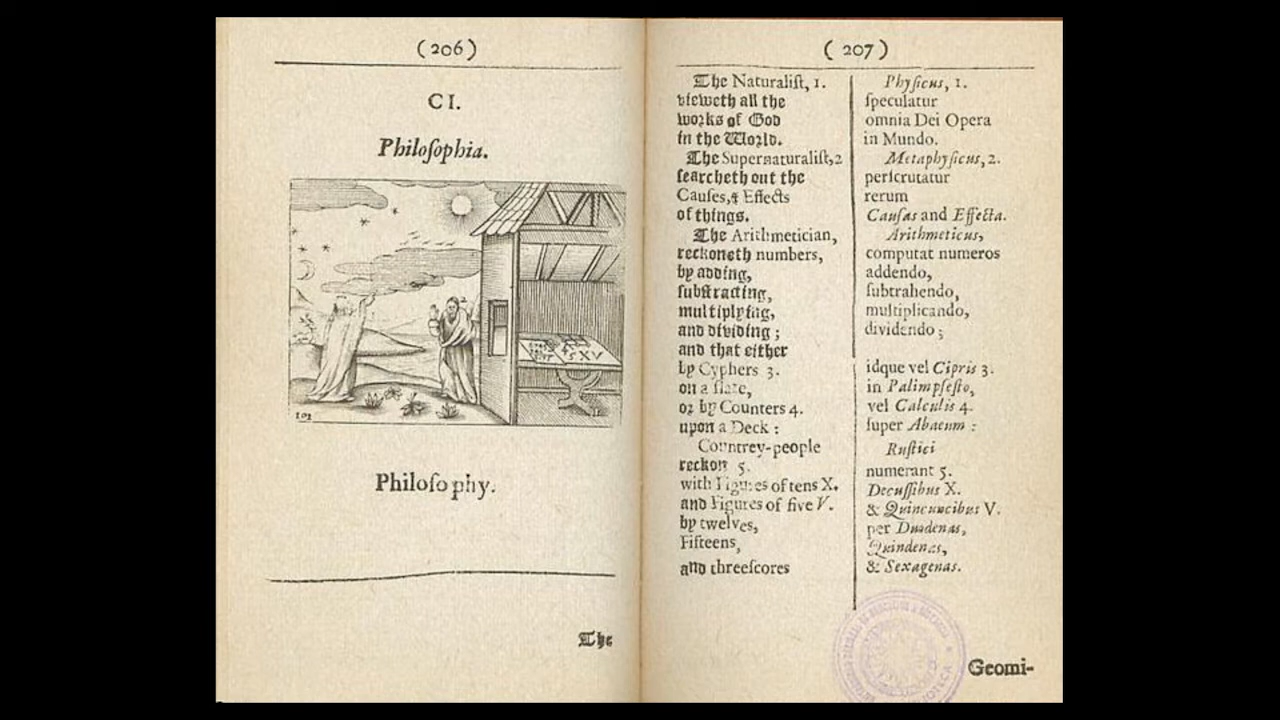 (206)
CI.
Philoſophia.
102
Philoſophy.
The
(207)
The Naturaliſt, 1.
vieweth all the
works of God
in the World.
The Supernaturaliſt,2
ſearcheth out the
Cauſes,& Effects
of things.
The Arithmetician,
reckoneth numbers,
by adding,
ſubſtracting,
multiplying,
and dividing ;
and that either
by Cyphers 3.
on a ſlate,
or by Counters 4.
upon a Deck :
Countrey-people
reckon 5.
with Figures of tens X.
and Figures of five V.
by twelves,
Fifteens,
and threeſcores
Phyſicus, 1.
ſpeculatur
omnia Dei Opera
in Mundo.
Metaphyſicus, 2.
perſcrutatur
rerum
Cauſas and Effecta.
Arithmeticus,
computat numeros
addendo,
ſubtrahendo,
multiplicando,
dividendo ;
idque vel Cipris 3.
in Palimpſeſto,
vel Calculis 4.
ſuper Abacum :
Ruſtici
numerant 5.
Decuſſibus X.
& Quincuncibus V.
per Duodenas,
Quindenas,
& Sexagenas.
Geomi-